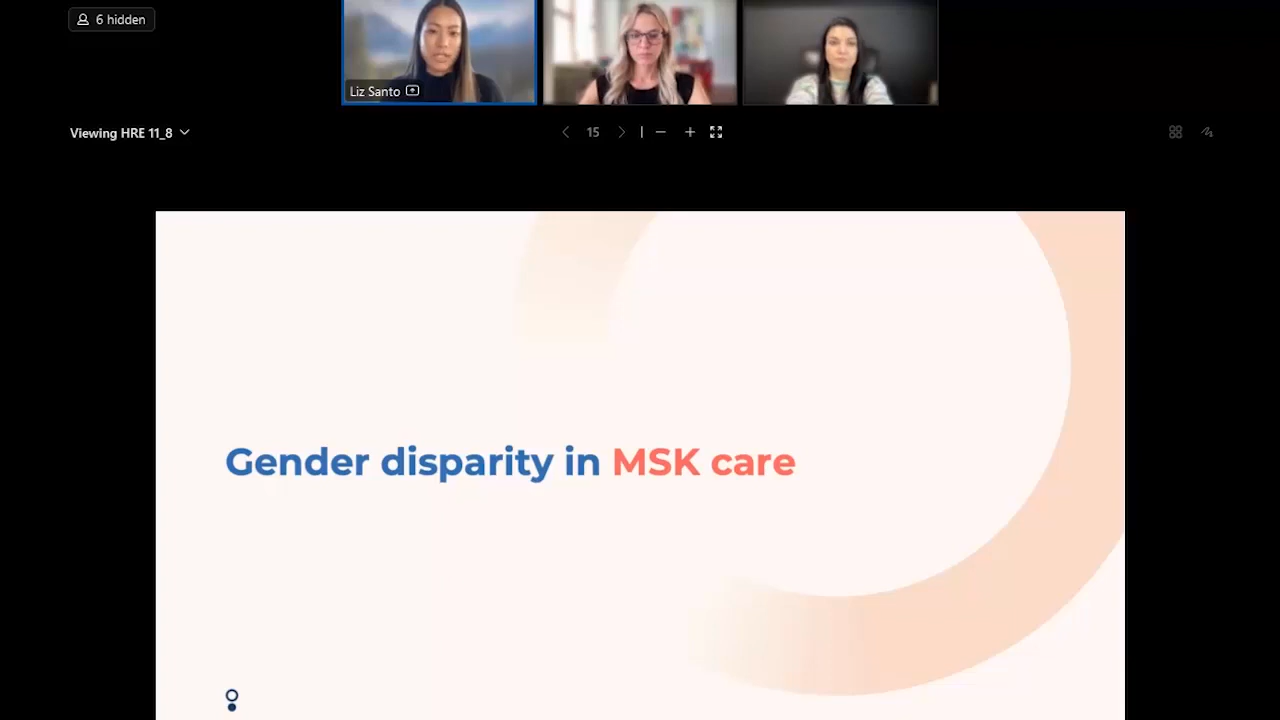 6 hidden
Liz Santo
Viewing HRE 11_8
15
Gender disparity in MSK care